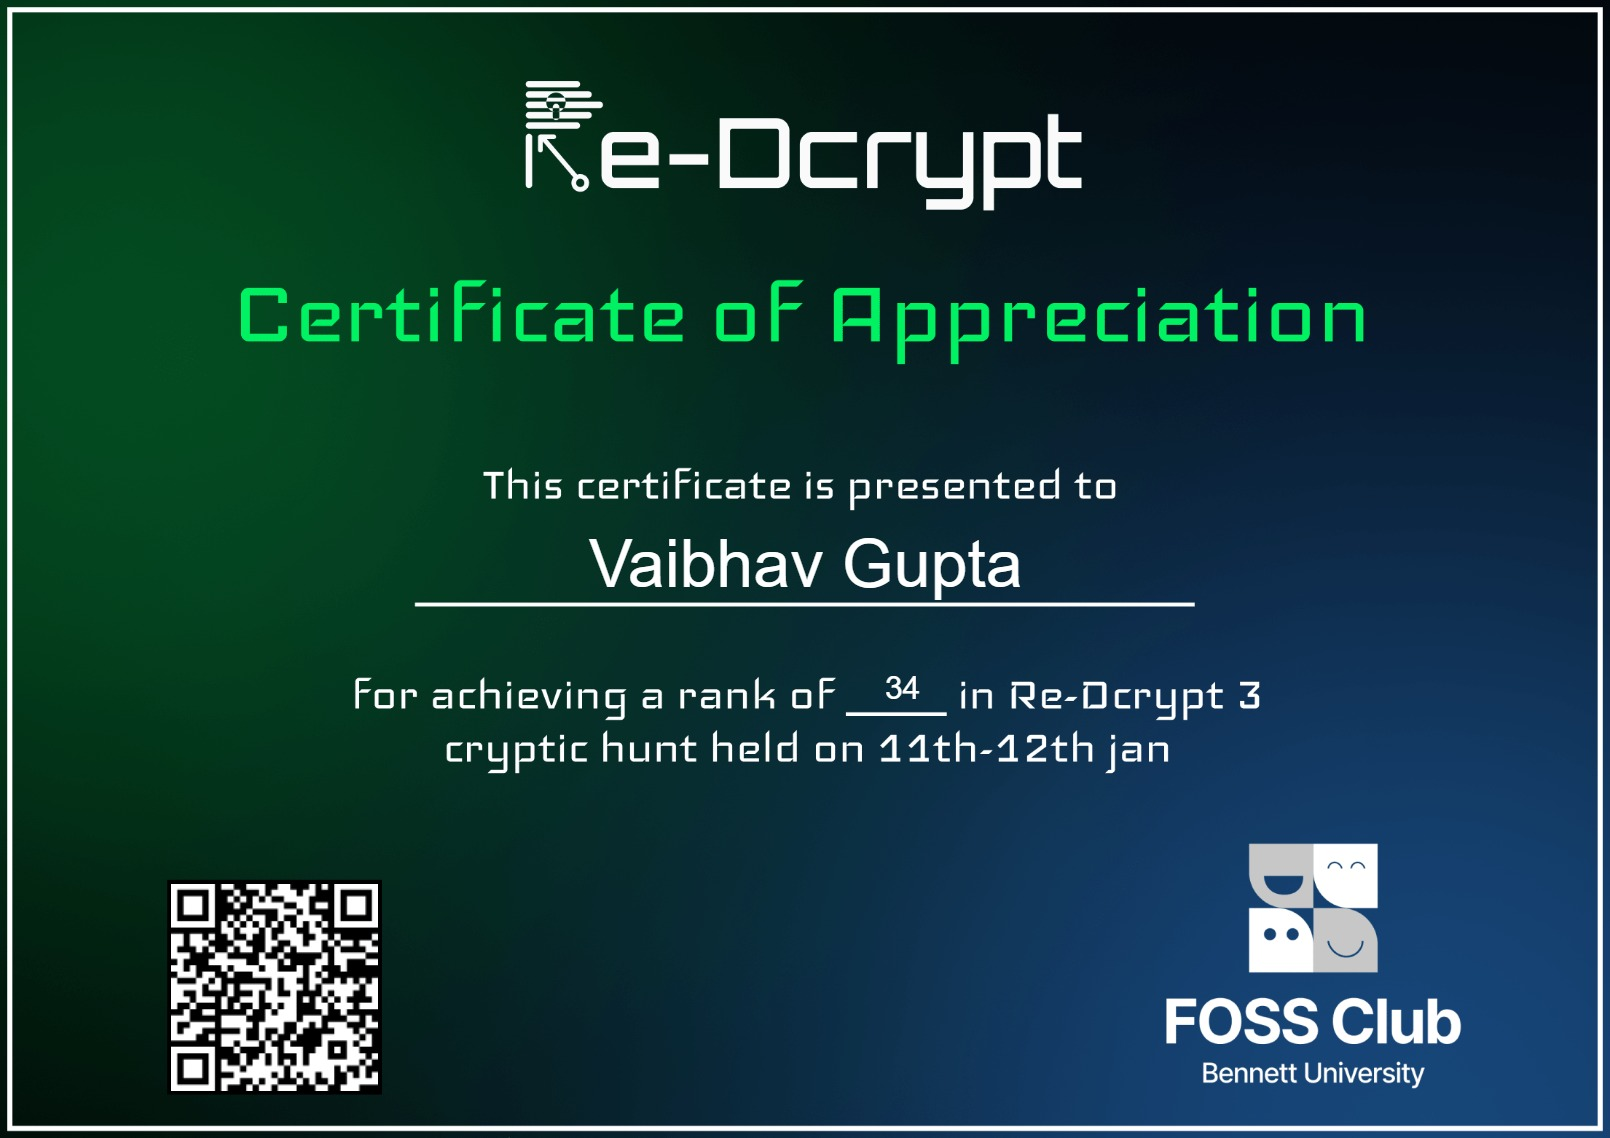 Re-Dcrypt
Certificate of Appreciation
This certificate is presented to
Vaibhav Gupta
for achieving a rank of 34 in Re-Dcrypt 3
cryptic hunt held on 11th-12th jan
FOSS Club
Bennett University